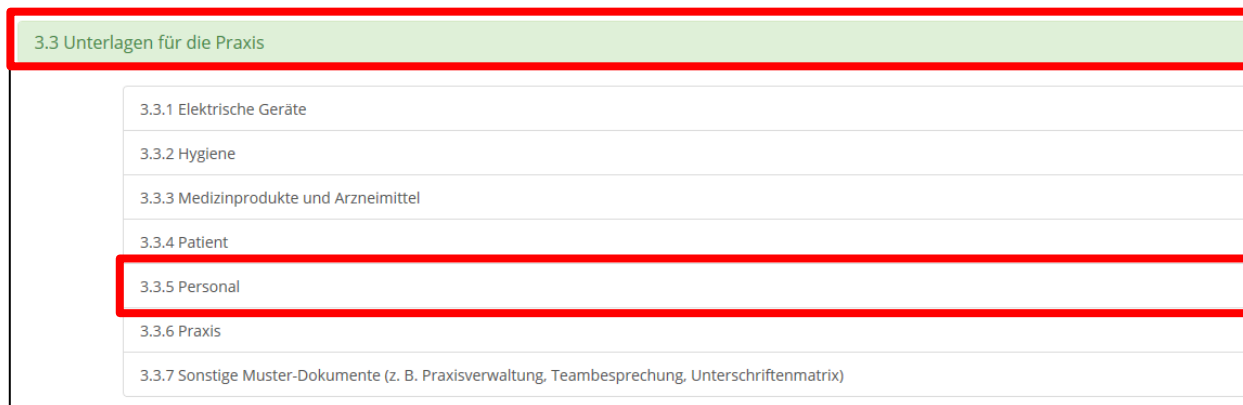 3.3 Unterlagen für die Praxis
3.3.1 Elektrische Geräte
3.3.2 Hygiene
3.3.3 Medizinprodukte und Arzneimittel
3.3.4 Patient
3.3.5 Personal
3.3.6 Praxis
3.3.7 Sonstige Muster-Dokumente (z. B. Praxisverwaltung, Teambesprechung, Unterschriftenmatrix)